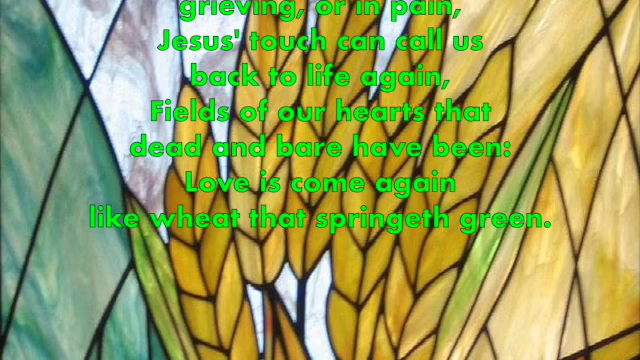 grieving, or in pain,
Jesus' touch can call us
back to life again,
Fields of our hearts that
dead and bare have been:
Love is come again
like wheat that springeth green.